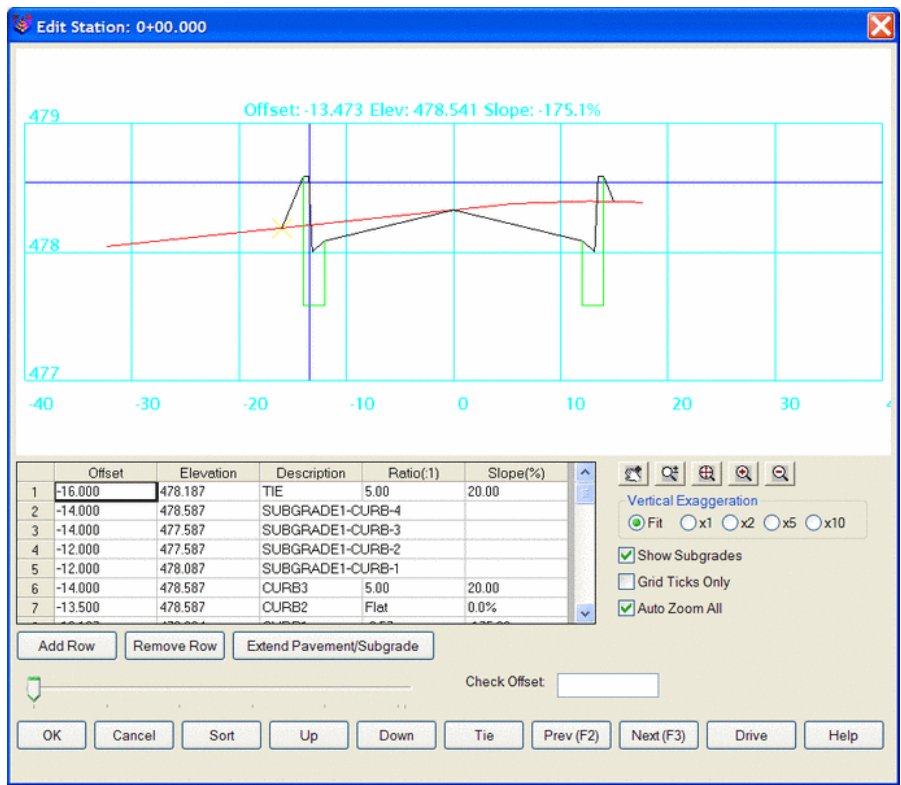 Edit Station: 0+00.000
Offset: -13.473 Elev: 478.541 Slope: -175.1%
479
478
477
-40 -30 -20 -10 0 10 20 30
Offset Elevation Description Ratio(:1) Slope(%)
1 -16.000 478.187 TIE 5.00 20.00
2 -14.000 478.587 SUBGRADE1-CURB-4
3 -14.000 477.587 SUBGRADE1-CURB-3
4 -12.000 477.587 SUBGRADE1-CURB-2
5 -12.000 478.087 SUBGRADE1-CURB-1
6 -14.000 478.587 CURB3 5.00 20.00
7 -13.500 478.587 CURB2 Flat 0.0%
Vertical Exaggeration
Fit x1 x2 x5 x10
Show Subgrades
Grid Ticks Only
Auto Zoom All
Add Row Remove Row Extend Pavement/Subgrade
Check Offset:
OK Cancel Sort Up Down Tie Prev (F2) Next (F3) Drive Help